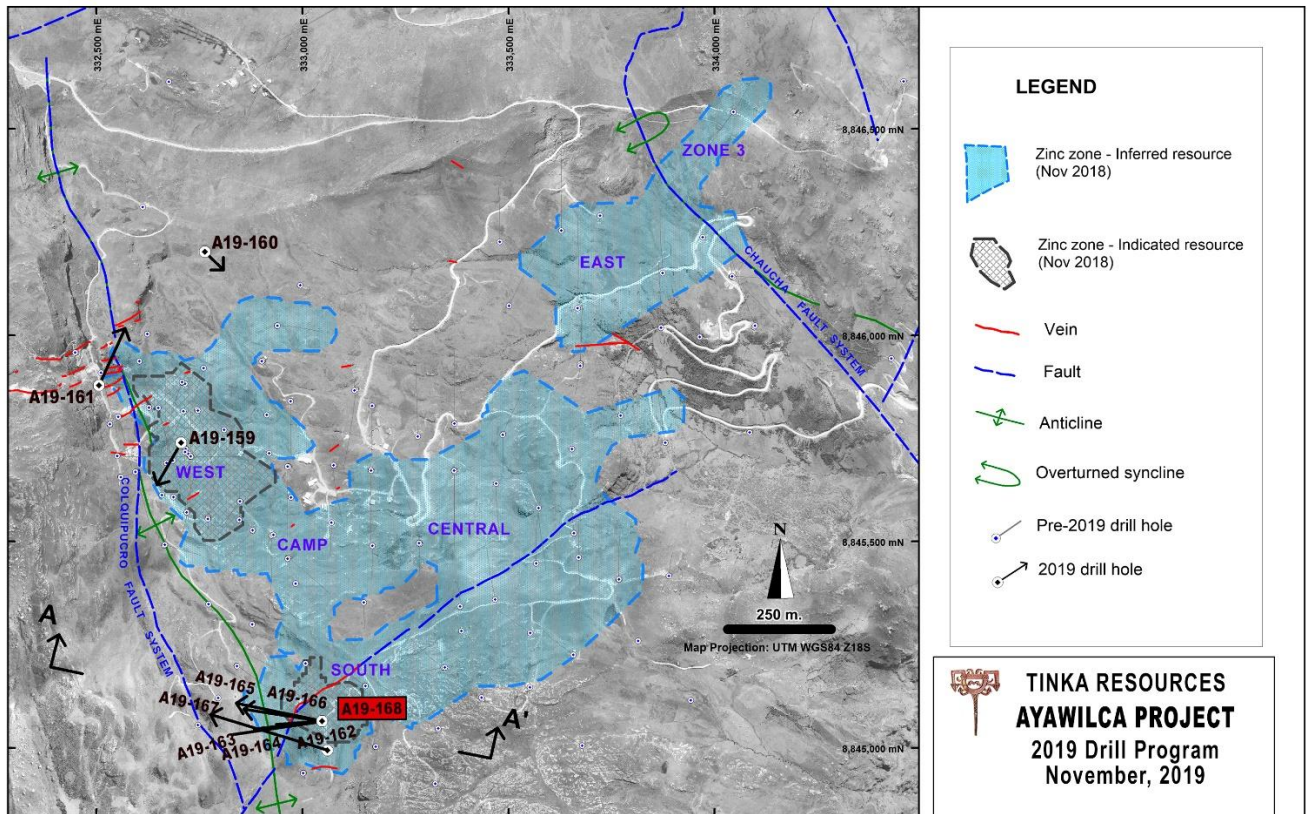 332,500 mE
333,000 mE
333,500 mE
334,000 mE
8,846,500 mN
ZONE 3
A19-160
EAST
CHAUCHA FAULT SYSTEM
8,846,000 mN
A19-161
A19-159
WEST
COLQUIPUCRO FAULT SYSTEM
CENTRAL
CAMP
8,845,500 mN
N
250 m.
Map Projection: UTM WGS84 Z18S
A
SOUTH
A19-165
A19-166
A19-167
A19-168
A19-163
A19-164
A19-162
A'
8,845,000 mN
LEGEND
Zinc zone - Inferred resource
(Nov 2018)
Zinc zone - Indicated resource
(Nov 2018)
Vein
Fault
Anticline
Overturned syncline
Pre-2019 drill hole
2019 drill hole
TINKA RESOURCES
AYAWILCA PROJECT
2019 Drill Program
November, 2019